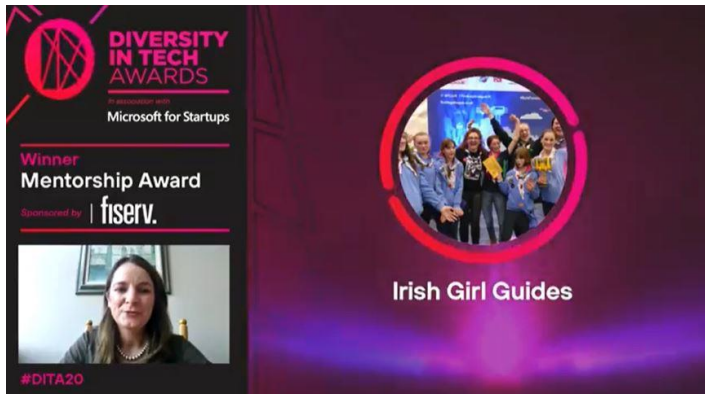 DIVERSITY
IN TECH
AWARDS
In association with
Microsoft for Startups
Winner
Mentorship Award
Sponsored by | fiserv.
#DITA20
Irish Girl Guides